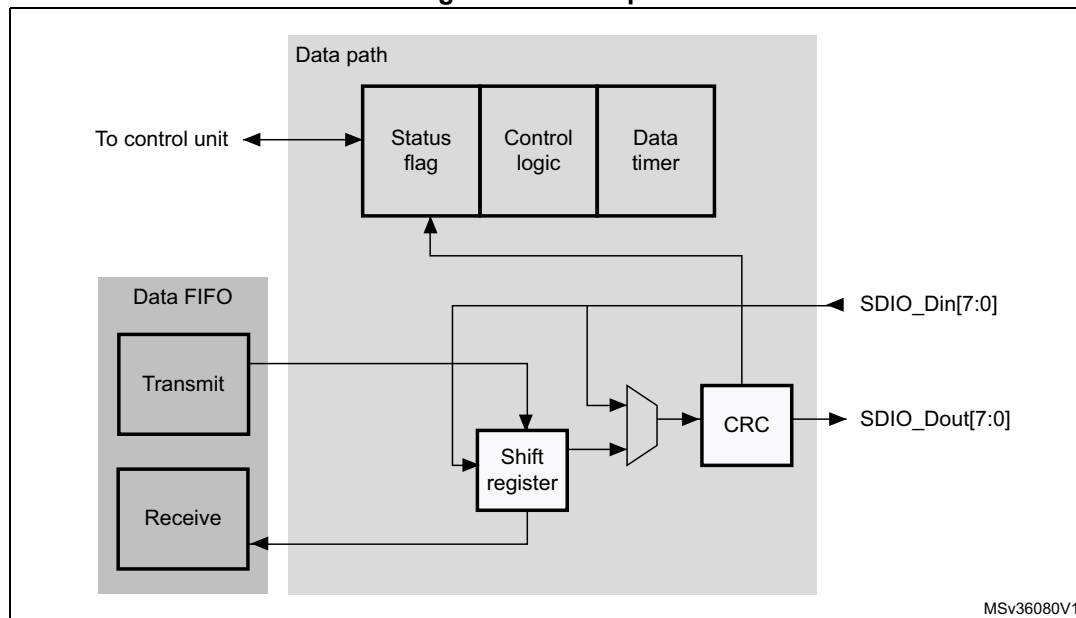 Data path
To control unit
Status
flag
Control
logic
Data
timer
Data FIFO
SDIO_Din[7:0]
Transmit
SDIO_Dout[7:0]
CRC
Shift
register
Receive
MSv36080V1